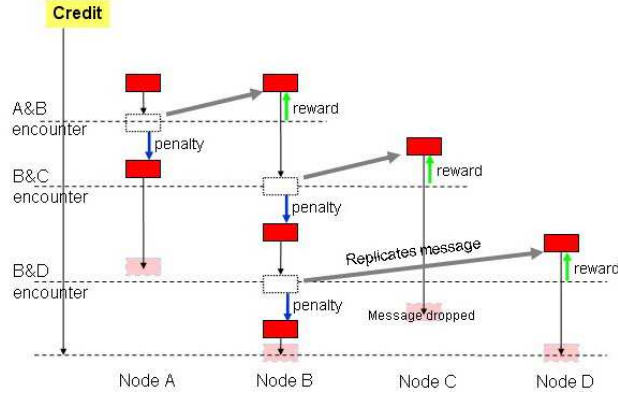 Credit
A&B
encounter
reward
penalty
B&C
encounter
reward
penalty
Replicates message
B&D
encounter
reward
penalty
Message dropped
Node A
Node B
Node C
Node D